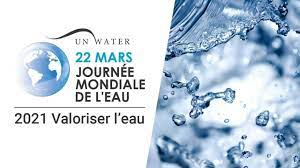 UN WATER
22 MARS
JOURNÉE
MONDIALE
DE L'EAU
2021 Valoriser l'eau